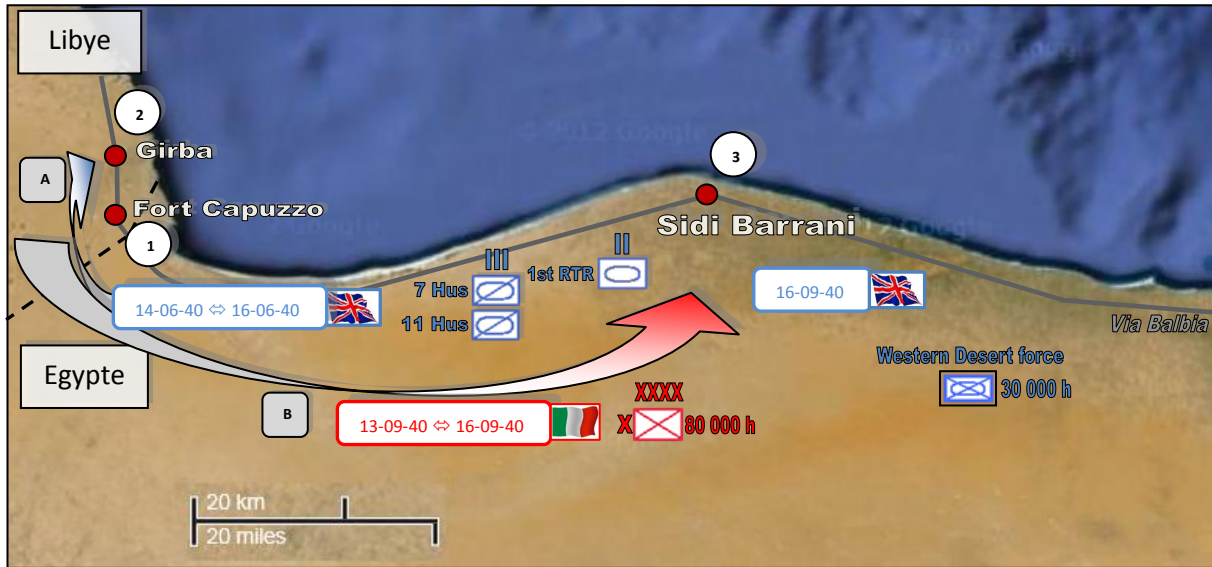 Libye
2
Girba
A
Fort Capuzzo
1
3
Sidi Barrani
III
7 Hus
11 Hus
II
1st RTR
14-06-40 ⇔ 16-06-40
16-09-40
Via Balbia
Egypte
Western Desert force
30 000 h
B
13-09-40 ⇔ 16-09-40
XXXX
X
80 000 h
20 km
20 miles